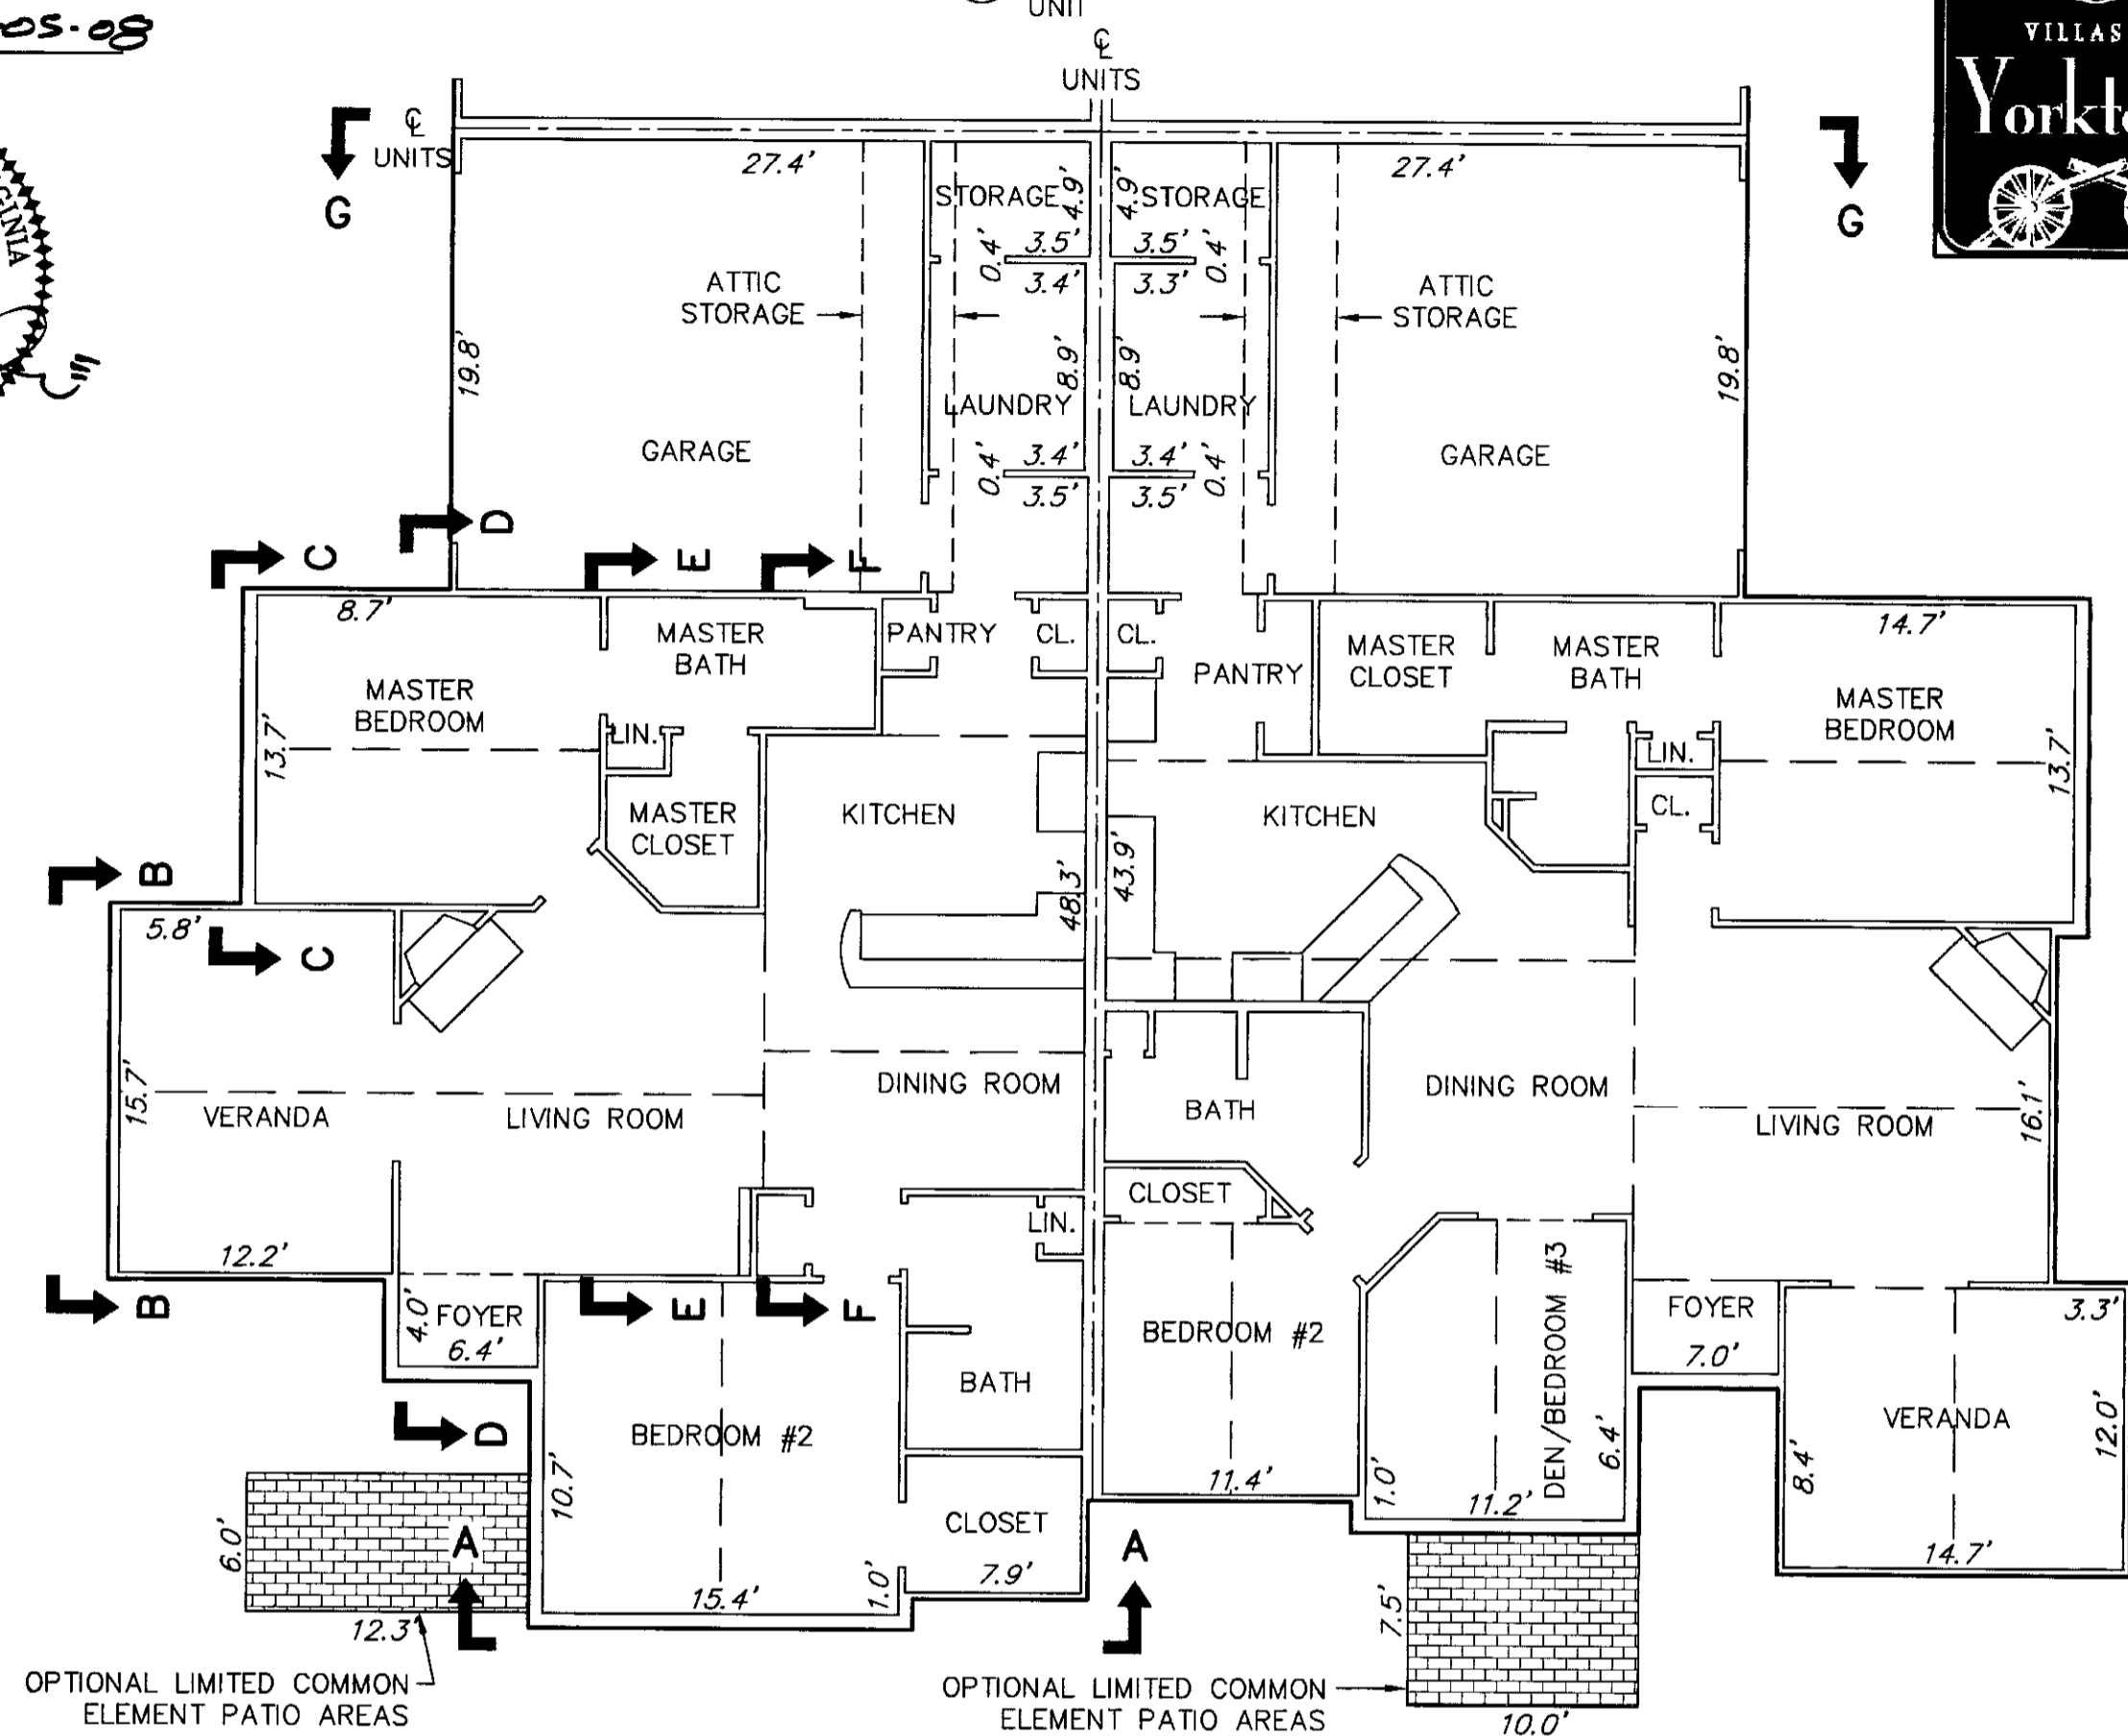 05-08
UNIT
℄
UNITS
VILLAS
GINIA
G
℄
UNITS
27.4'
27.4'
G
STORAGE
4.9'
4.9'
STORAGE
0.4'
3.5'
3.5'
0.4'
3.4'
3.3'
ATTIC
STORAGE
ATTIC
STORAGE
19.8'
8.9'
8.9'
19.8'
LAUNDRY
LAUNDRY
GARAGE
GARAGE
0.4'
3.4'
3.4'
0.4'
3.5'
3.5'
C
D
E
F
8.7'
14.7'
MASTER
BATH
PANTRY
CL.
CL.
PANTRY
MASTER
CLOSET
MASTER
BATH
MASTER
BEDROOM
MASTER
BEDROOM
13.7'
LIN.
LIN.
13.7'
MASTER
CLOSET
KITCHEN
KITCHEN
CL.
B
48.3'
43.9'
5.8'
C
15.7'
VERANDA
LIVING ROOM
DINING ROOM
BATH
DINING ROOM
LIVING ROOM
16.1'
CLOSET
LIN.
12.2'
B
4.0'
FOYER
6.4'
E
F
BEDROOM #2
DEN/BEDROOM #3
FOYER
7.0'
3.3'
BATH
D
BEDROOM #2
VERANDA
12.0'
10.7'
6.4'
8.4'
11.4'
1.0'
11.2'
6.0'
A
CLOSET
A
14.7'
7.9'
15.4'
1.0'
12.3'
7.5'
OPTIONAL LIMITED COMMON
ELEMENT PATIO AREAS
OPTIONAL LIMITED COMMON
ELEMENT PATIO AREAS
10.0'